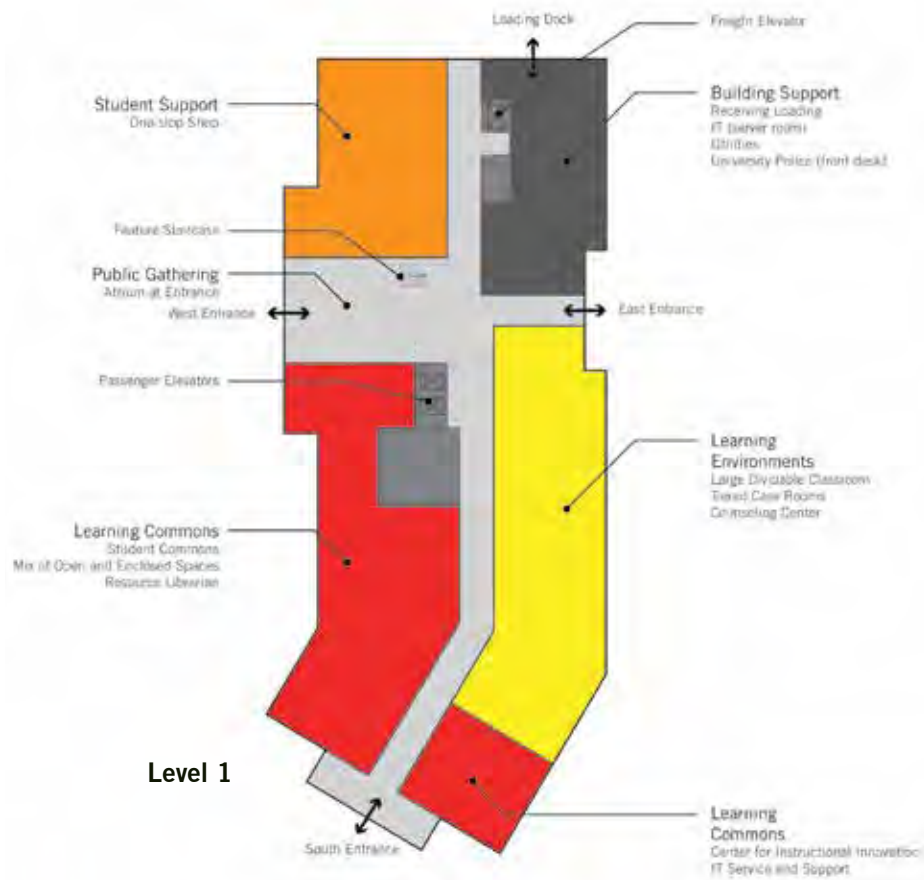 Loading Dock
Freight Elevator
Student Support
One-stop Shop
Building Support
Receiving Loading
IT (server room)
Utilities
University Police (front desk)
Feature Staircase
Public Gathering
Atrium at Entrance
West Entrance
East Entrance
Passenger Elevators
Learning
Environments
Large Divisible Classroom
Tiered Case Rooms
Counseling Center
Learning Commons
Student Commons
Mix of Open and Enclosed Spaces
Resource Librarian
Level 1
South Entrance
Learning
Commons
Center for Instructional Innovation
IT Service and Support